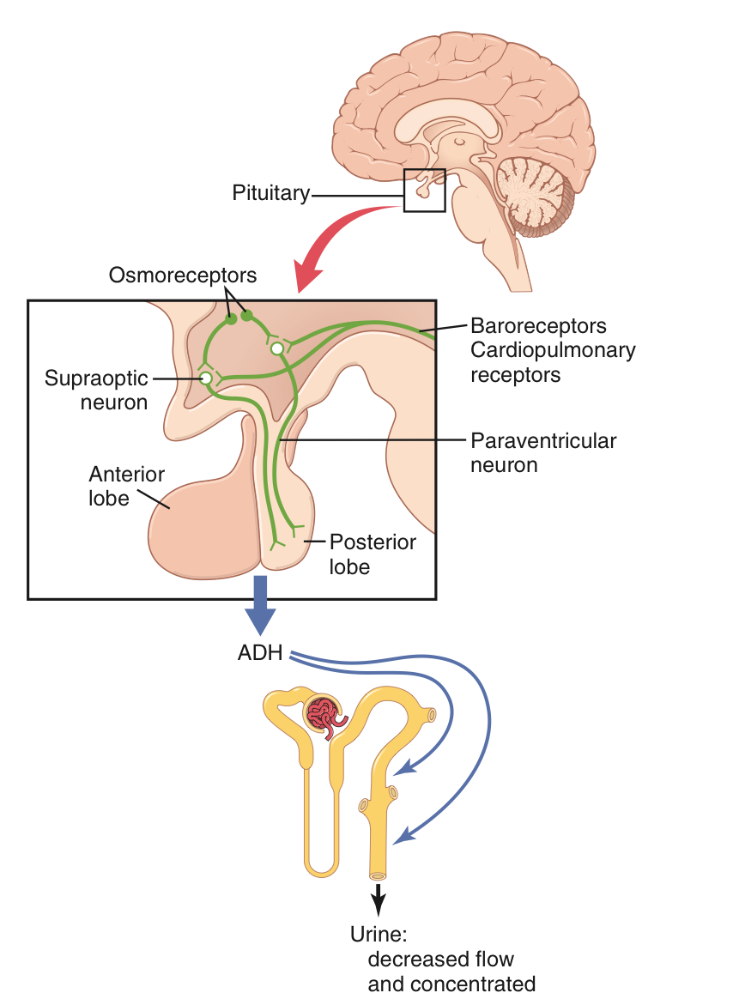 Pituitary
Osmoreceptors
Baroreceptors
Cardiopulmonary
receptors
Supraoptic
neuron
Paraventricular
neuron
Anterior
lobe
Posterior
lobe
ADH
Urine:
decreased flow
and concentrated